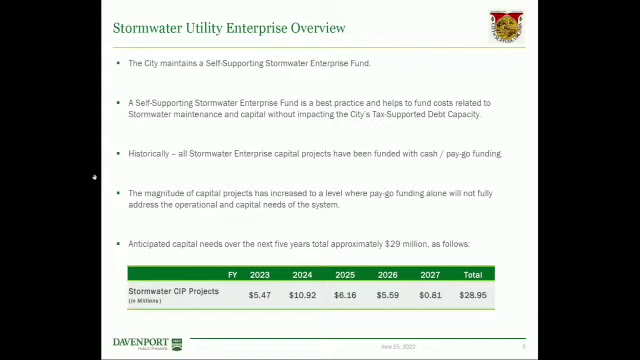 Stormwater Utility Enterprise Overview
The City maintains a Self-Supporting Stormwater Enterprise Fund.
A Self-Supporting Stormwater Enterprise Fund is a best practice and helps to fund costs related to
Stormwater maintenance and capital without impacting the City's Tax-Supported Debt Capacity.
Historically – all Stormwater Enterprise capital projects have been funded with cash / pay-go funding.
The magnitude of capital projects has increased to a level where pay-go funding alone will not fully
address the operational and capital needs of the system.
Anticipated capital needs over the next five years total approximately $29 million, as follows:
FY 2023 2024 2025 2026 2027 Total
Stormwater CIP Projects $5.47 $10.92 $6.16 $5.59 $0.81 $28.95
(in Millions)
DAVENPORT
PUBLIC FINANCE
15, 2022